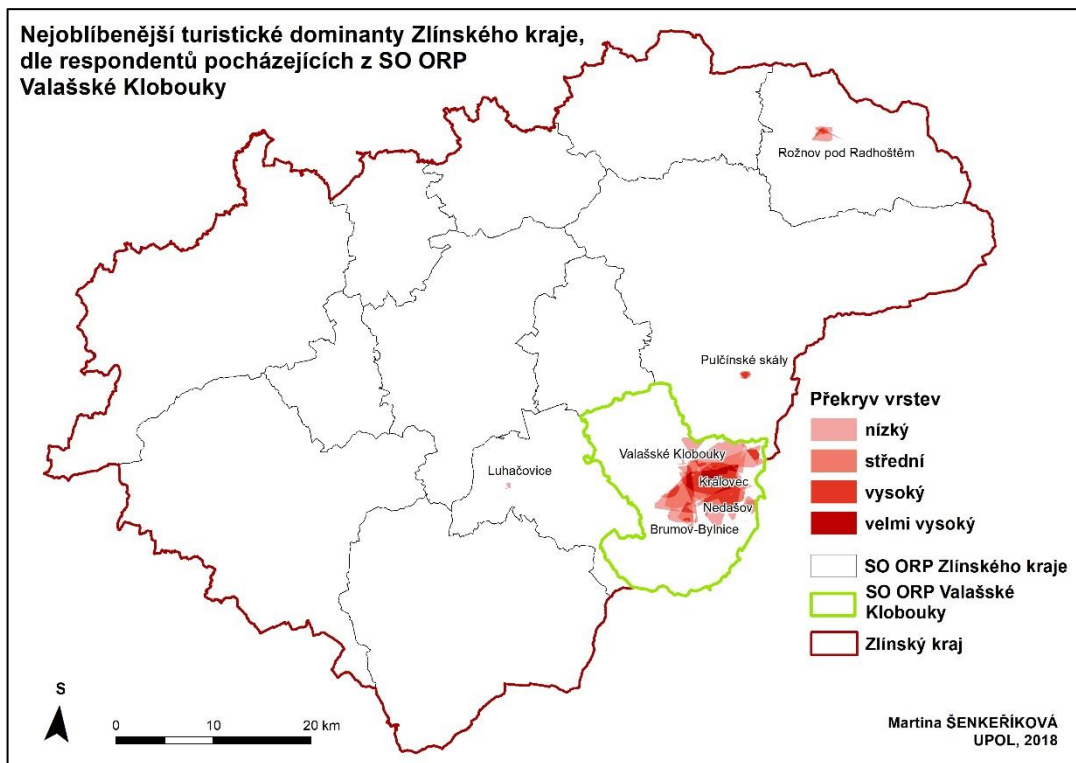 Nejoblíbenější turistické dominanty Zlínského kraje,
dle respondentů pocházejících z SO ORP
Valašské Klobouky
Rožnov pod Radhoštěm
Pulčínské skály
Luhačovice
Valašské Klobouky
Královec
Nedašov
Brumov-Bylnice
Překryv vrstev
nízký
střední
vysoký
velmi vysoký
SO ORP Zlínského kraje
SO ORP Valašské
Klobouky
Zlínský kraj
S
0 10 20 km
Martina ŠENKEŘÍKOVÁ
UPOL, 2018